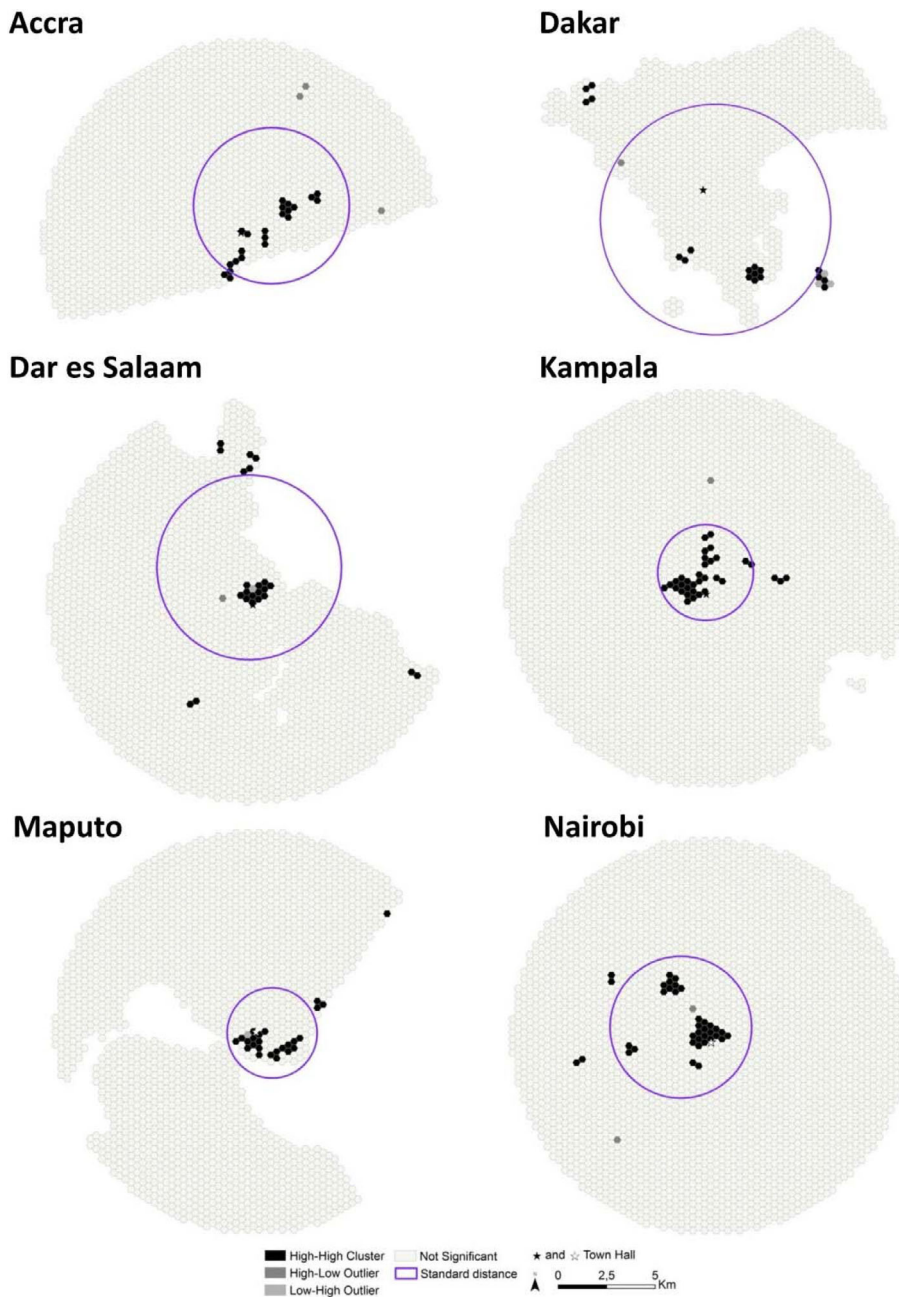 Accra
Dakar
Dar es Salaam
Kampala
Maputo
Nairobi
High-High Cluster
High-Low Outlier
Low-High Outlier
Not Significant
Standard distance
★ and ☆ Town Hall
0 2,5 5
Km